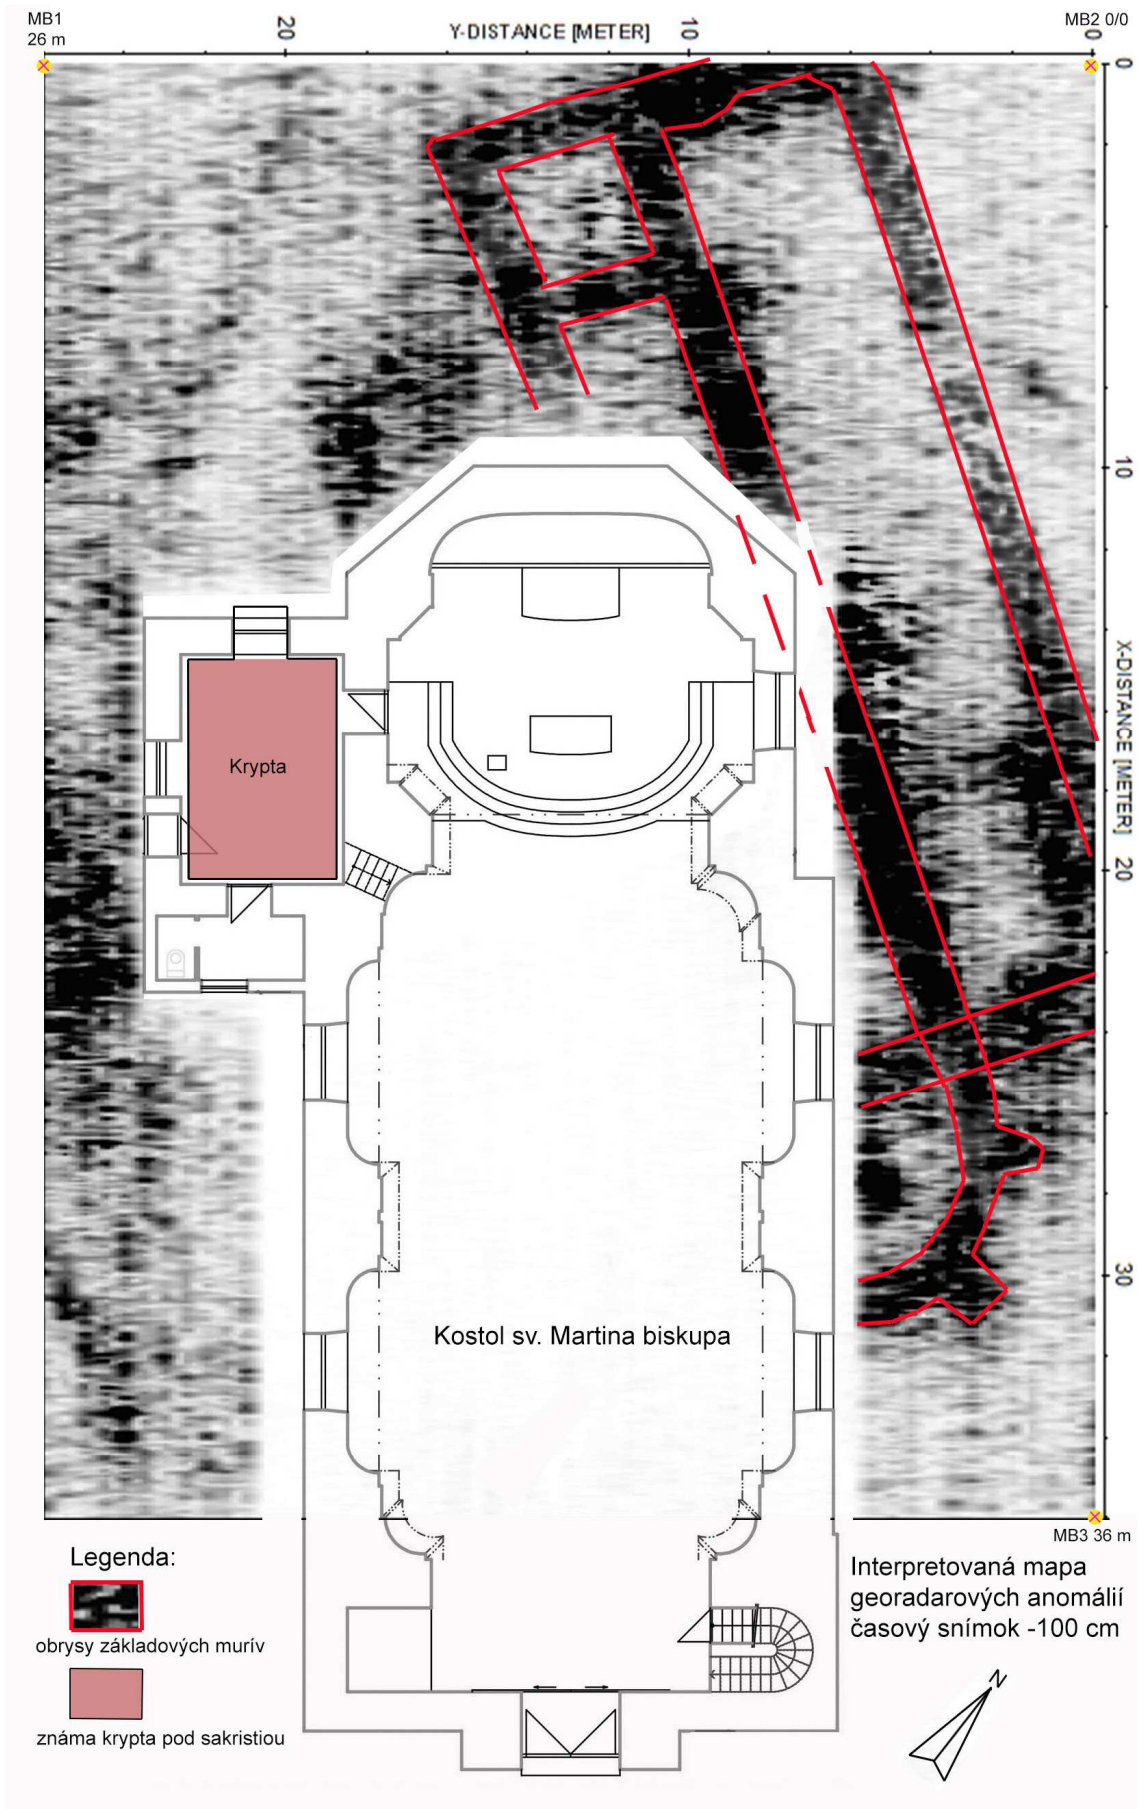 MB1
26 m
20
Y-DISTANCE [METER]
10
MB2 0/0
0
0
10
X-DISTANCE [METER]
20
30
Krypta
Kostol sv. Martina biskupa
MB3 36 m
Legenda:
obrysy základových murív
známa krypta pod sakristiou
Interpretovaná mapa
georadarových anomálií
časový snímok -100 cm
N